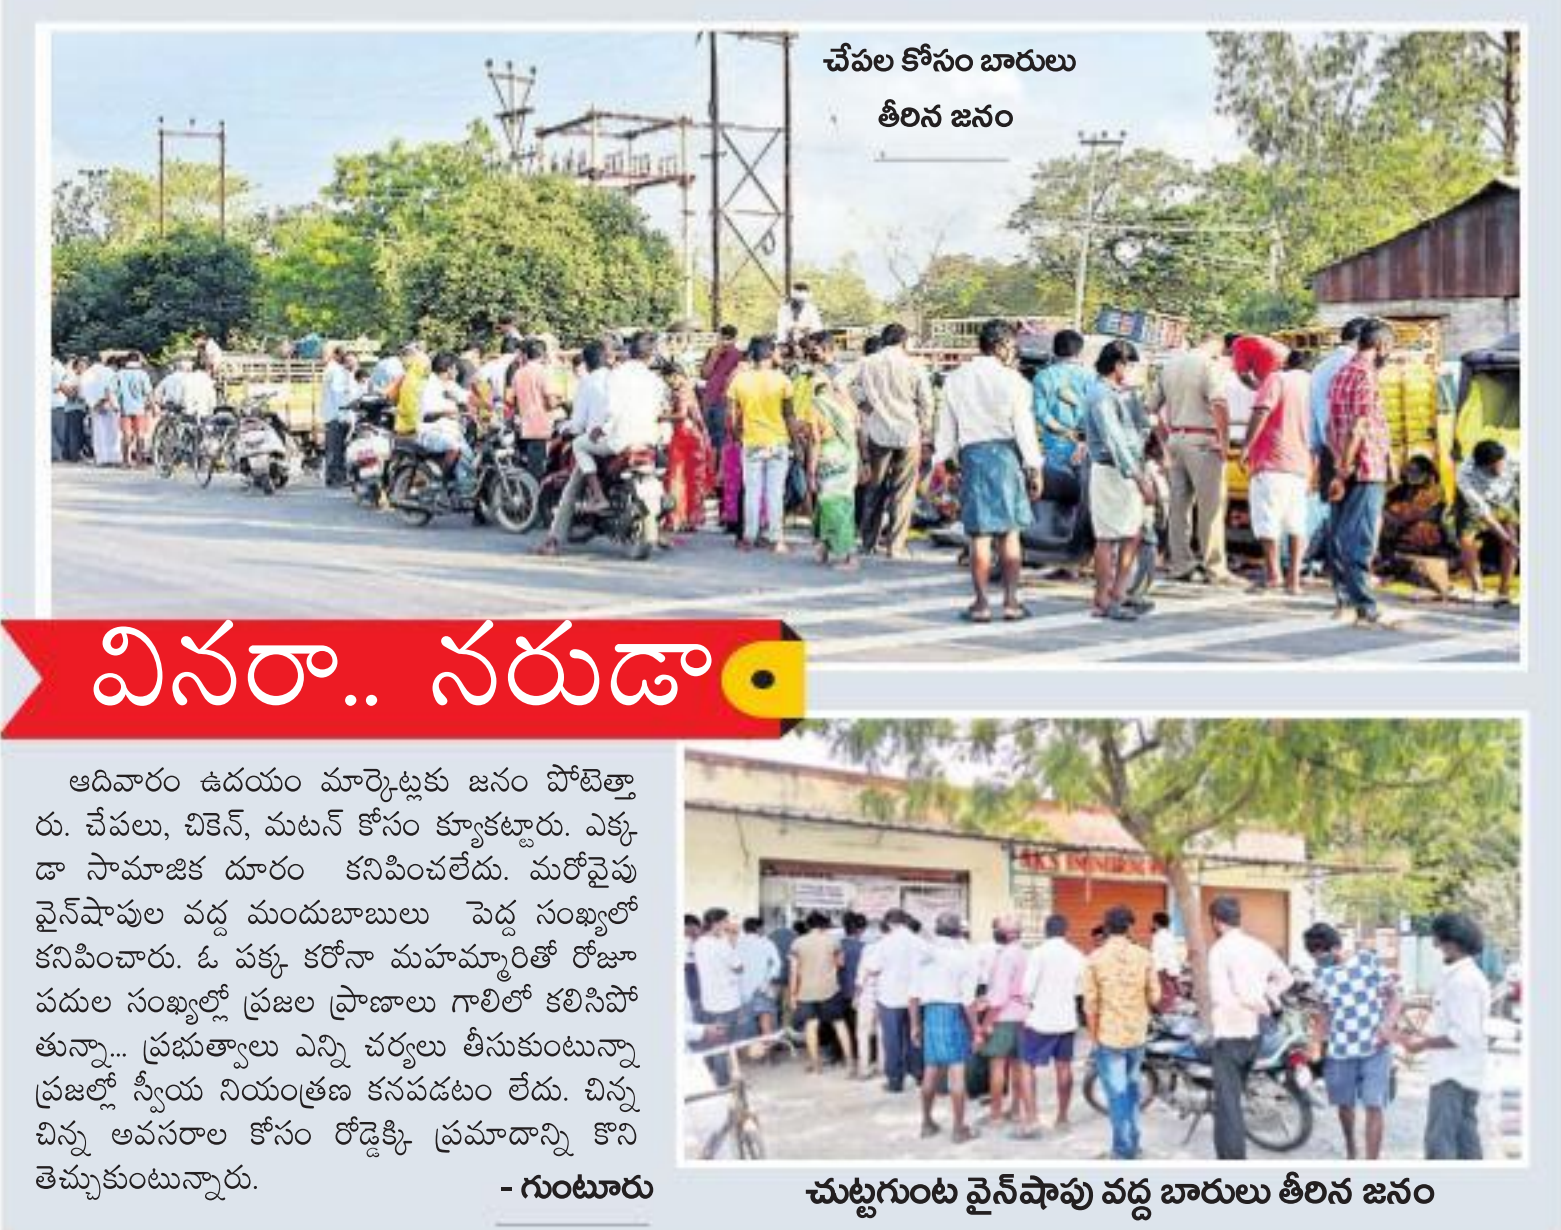 చేపల కోసం బారులు
తీరిన జనం
వినరా.. నరుడా
ఆదివారం ఉదయం మార్కెట్లకు జనం పోటెత్తా
రు. చేపలు, చికెన్, మటన్ కోసం క్యూకట్టారు. ఎక్క
డా సామాజిక దూరం కనిపించలేదు. మరోవైపు
వైన్‌షాపుల వద్ద మందుబాబులు పెద్ద సంఖ్యలో
కనిపించారు. ఓ పక్క కరోనా మహమ్మారితో రోజూ
పదుల సంఖ్యల్లో ప్రజల ప్రాణాలు గాలిలో కలిసిపో
తున్నా... ప్రభుత్వాలు ఎన్ని చర్యలు తీసుకుంటున్నా
ప్రజల్లో స్వీయ నియంత్రణ కనపడటం లేదు. చిన్న
చిన్న అవసరాల కోసం రోడ్డెక్కి ప్రమాదాన్ని కొని
తెచ్చుకుంటున్నారు.
- గుంటూరు
చుట్టగుంట వైన్‌షాపు వద్ద బారులు తీరిన జనం